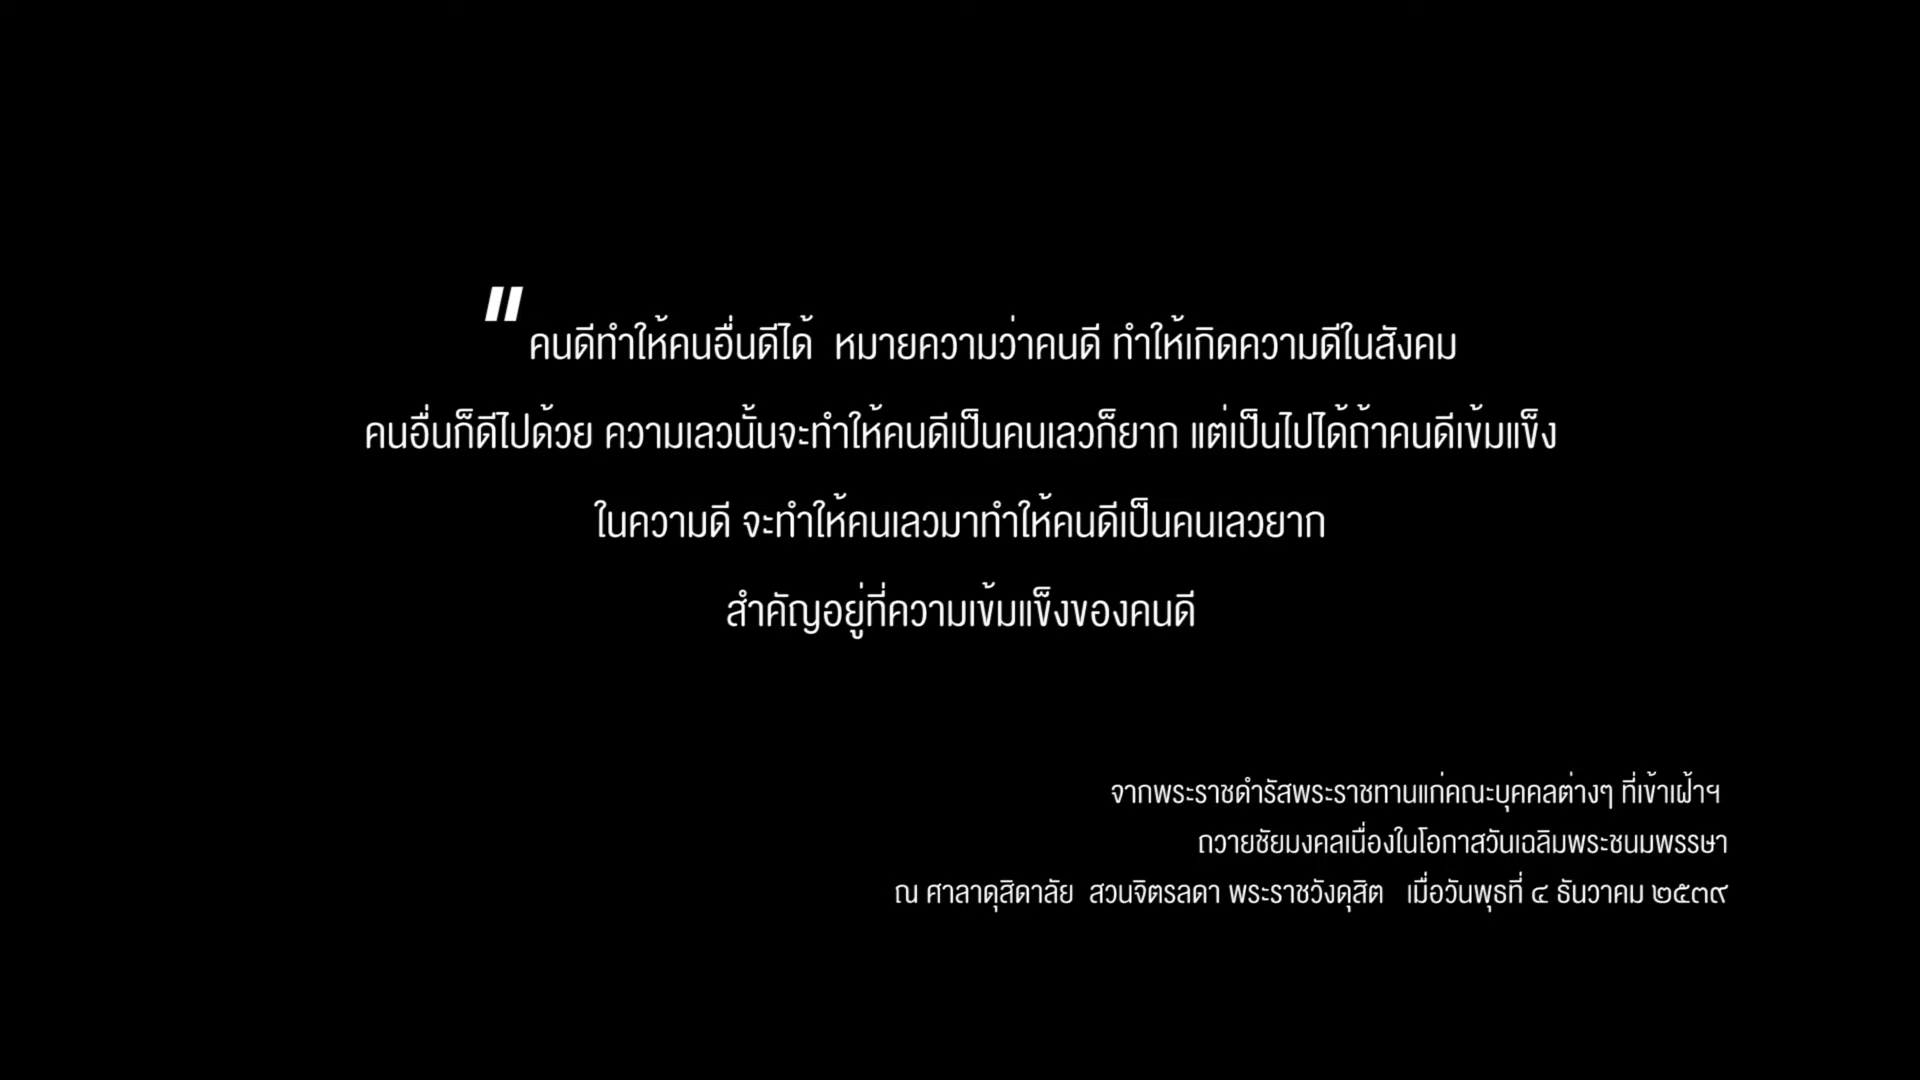 "คนดีทำให้คนอื่นดีได้ หมายความว่าคนดี ทำให้เกิดความดีในสังคม
คนอื่นก็ดีไปด้วย ความเลวนั้นจะทำให้คนดีเป็นคนเลวก็ยาก แต่เป็นไปได้ถ้าคนดีเข้มแข็ง
ในความดี จะทำให้คนเลวมาทำให้คนดีเป็นคนเลวยาก
สำคัญอยู่ที่ความเข้มแข็งของคนดี
จากพระราชดำรัสพระราชทานแก่คณะบุคคลต่างๆ ที่เข้าเฝ้าฯ
ถวายชัยมงคลเนื่องในโอกาสวันเฉลิมพระชนมพรรษา
ณ ศาลาดุสิดาลัย สวนจิตรลดา พระราชวังดุสิต เมื่อวันพุธที่ ๔ ธันวาคม ๒๕๓๙